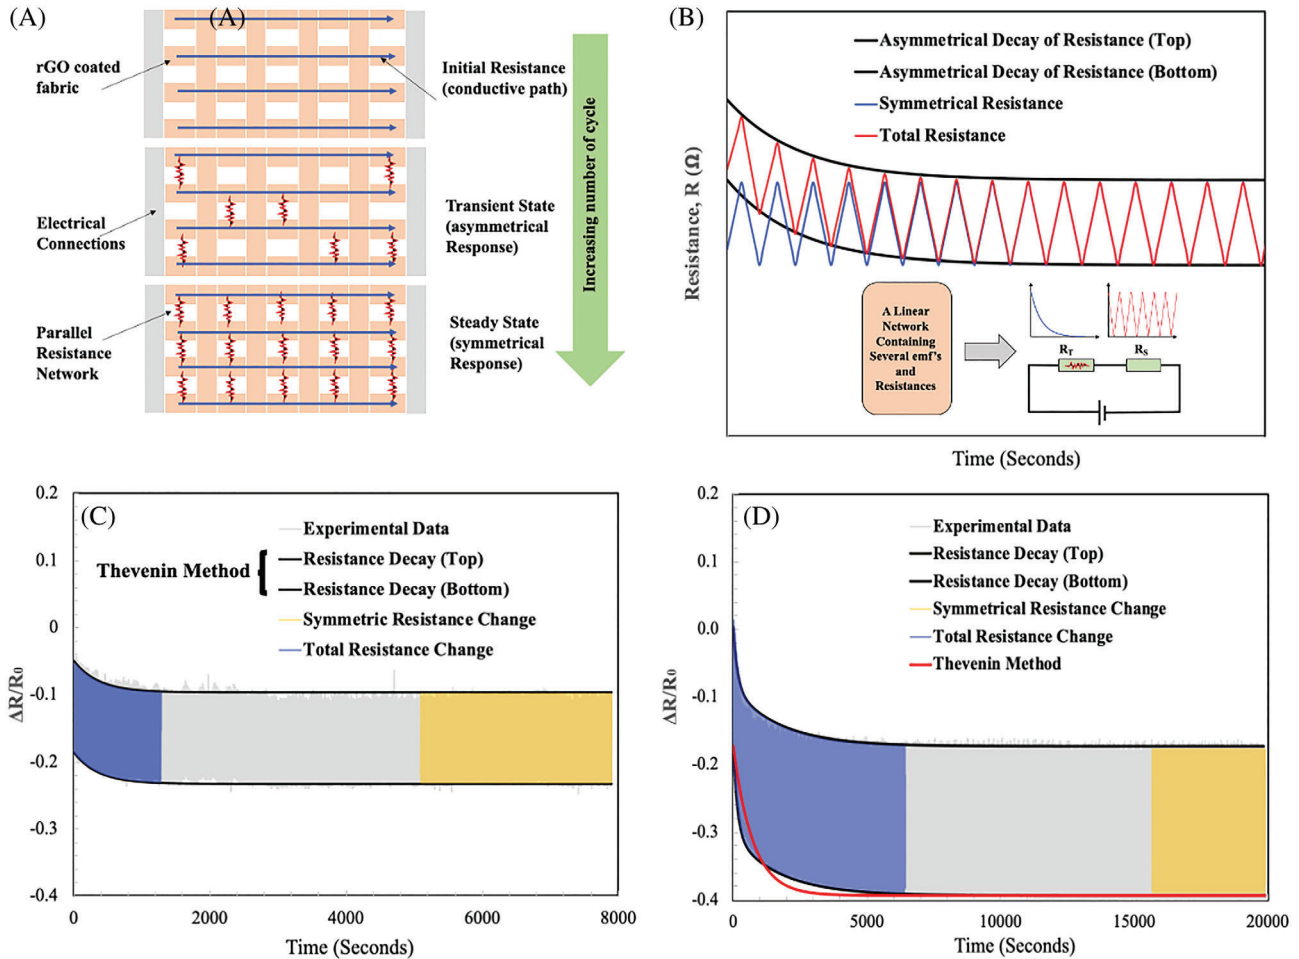 (A)
(A)
rGO coated
fabric
Initial Resistance
(conductive path)
Electrical
Connections
Transient State
(asymmetrical
Response)
Parallel
Resistance
Network
Steady State
(symmetrical
Response)
Increasing number of cycle
(B)
Asymmetrical Decay of Resistance (Top)
Asymmetrical Decay of Resistance (Bottom)
Symmetrical Resistance
Total Resistance
Resistance, R (Ω)
A Linear
Network
Containing
Several emf's
and
Resistances
RT
RS
Time (Seconds)
(C)
0.2
0.1
0
-0.1
-0.2
-0.3
-0.4
ΔR/R0
Experimental Data
Thevenin Method
Resistance Decay (Top)
Resistance Decay (Bottom)
Symmetric Resistance Change
Total Resistance Change
0
2000
4000
6000
8000
Time (Seconds)
(D)
0.2
0.1
0.0
-0.1
-0.2
-0.3
-0.4
ΔR/R0
Experimental Data
Resistance Decay (Top)
Resistance Decay (Bottom)
Symmetrical Resistance Change
Total Resistance Change
Thevenin Method
0
5000
10000
15000
20000
Time (Seconds)